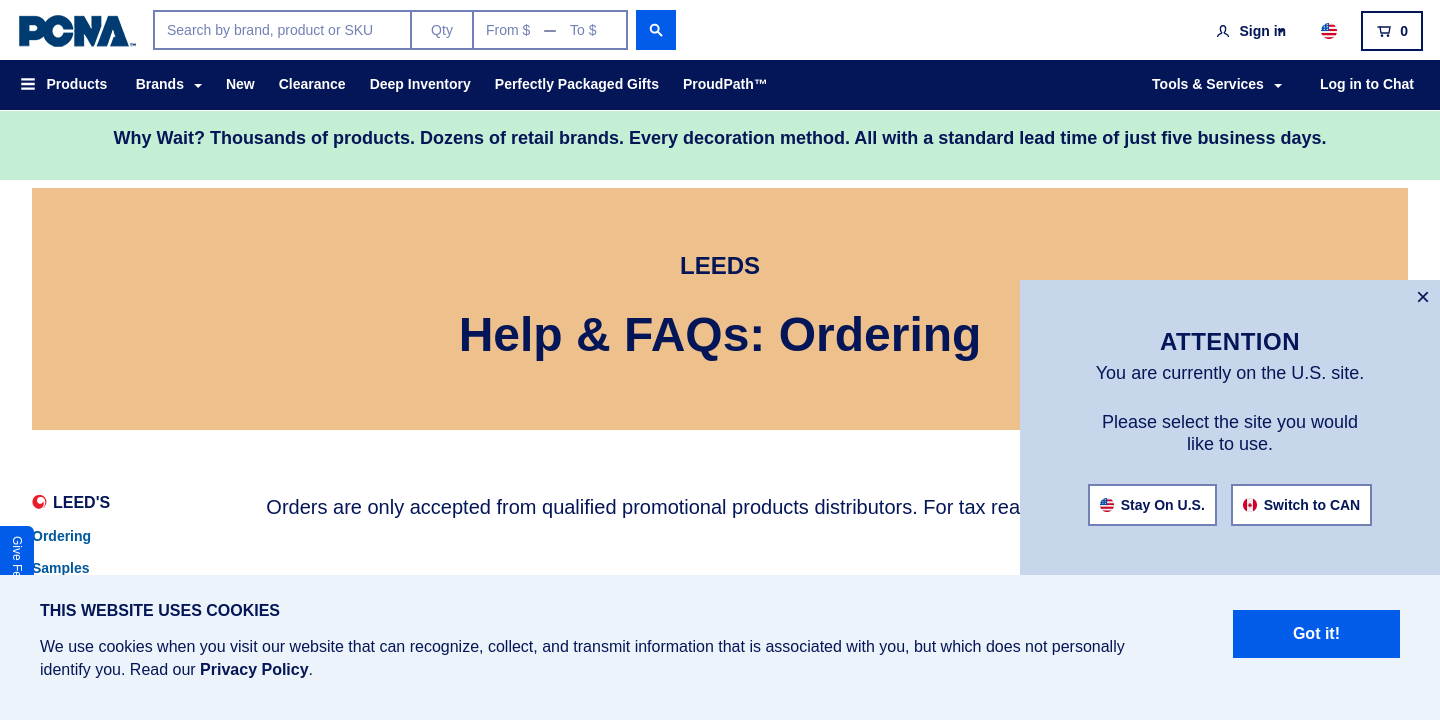 PCNA™
Search by brand, product or SKU
Qty
From $ — To $
Sign in
0
Products
Brands
New
Clearance
Deep Inventory
Perfectly Packaged Gifts
ProudPath™
Tools & Services
Log in to Chat
Why Wait? Thousands of products. Dozens of retail brands. Every decoration method. All with a standard lead time of just five business days.
LEEDS
Help & FAQs: Ordering
×
ATTENTION
You are currently on the U.S. site.
Please select the site you would
like to use.
Stay On U.S.
Switch to CAN
LEED'S
Ordering
Samples
Orders are only accepted from qualified promotional products distributors. For tax rea
Give Fe
THIS WEBSITE USES COOKIES
We use cookies when you visit our website that can recognize, collect, and transmit information that is associated with you, but which does not personally
identify you. Read our Privacy Policy.
Got it!